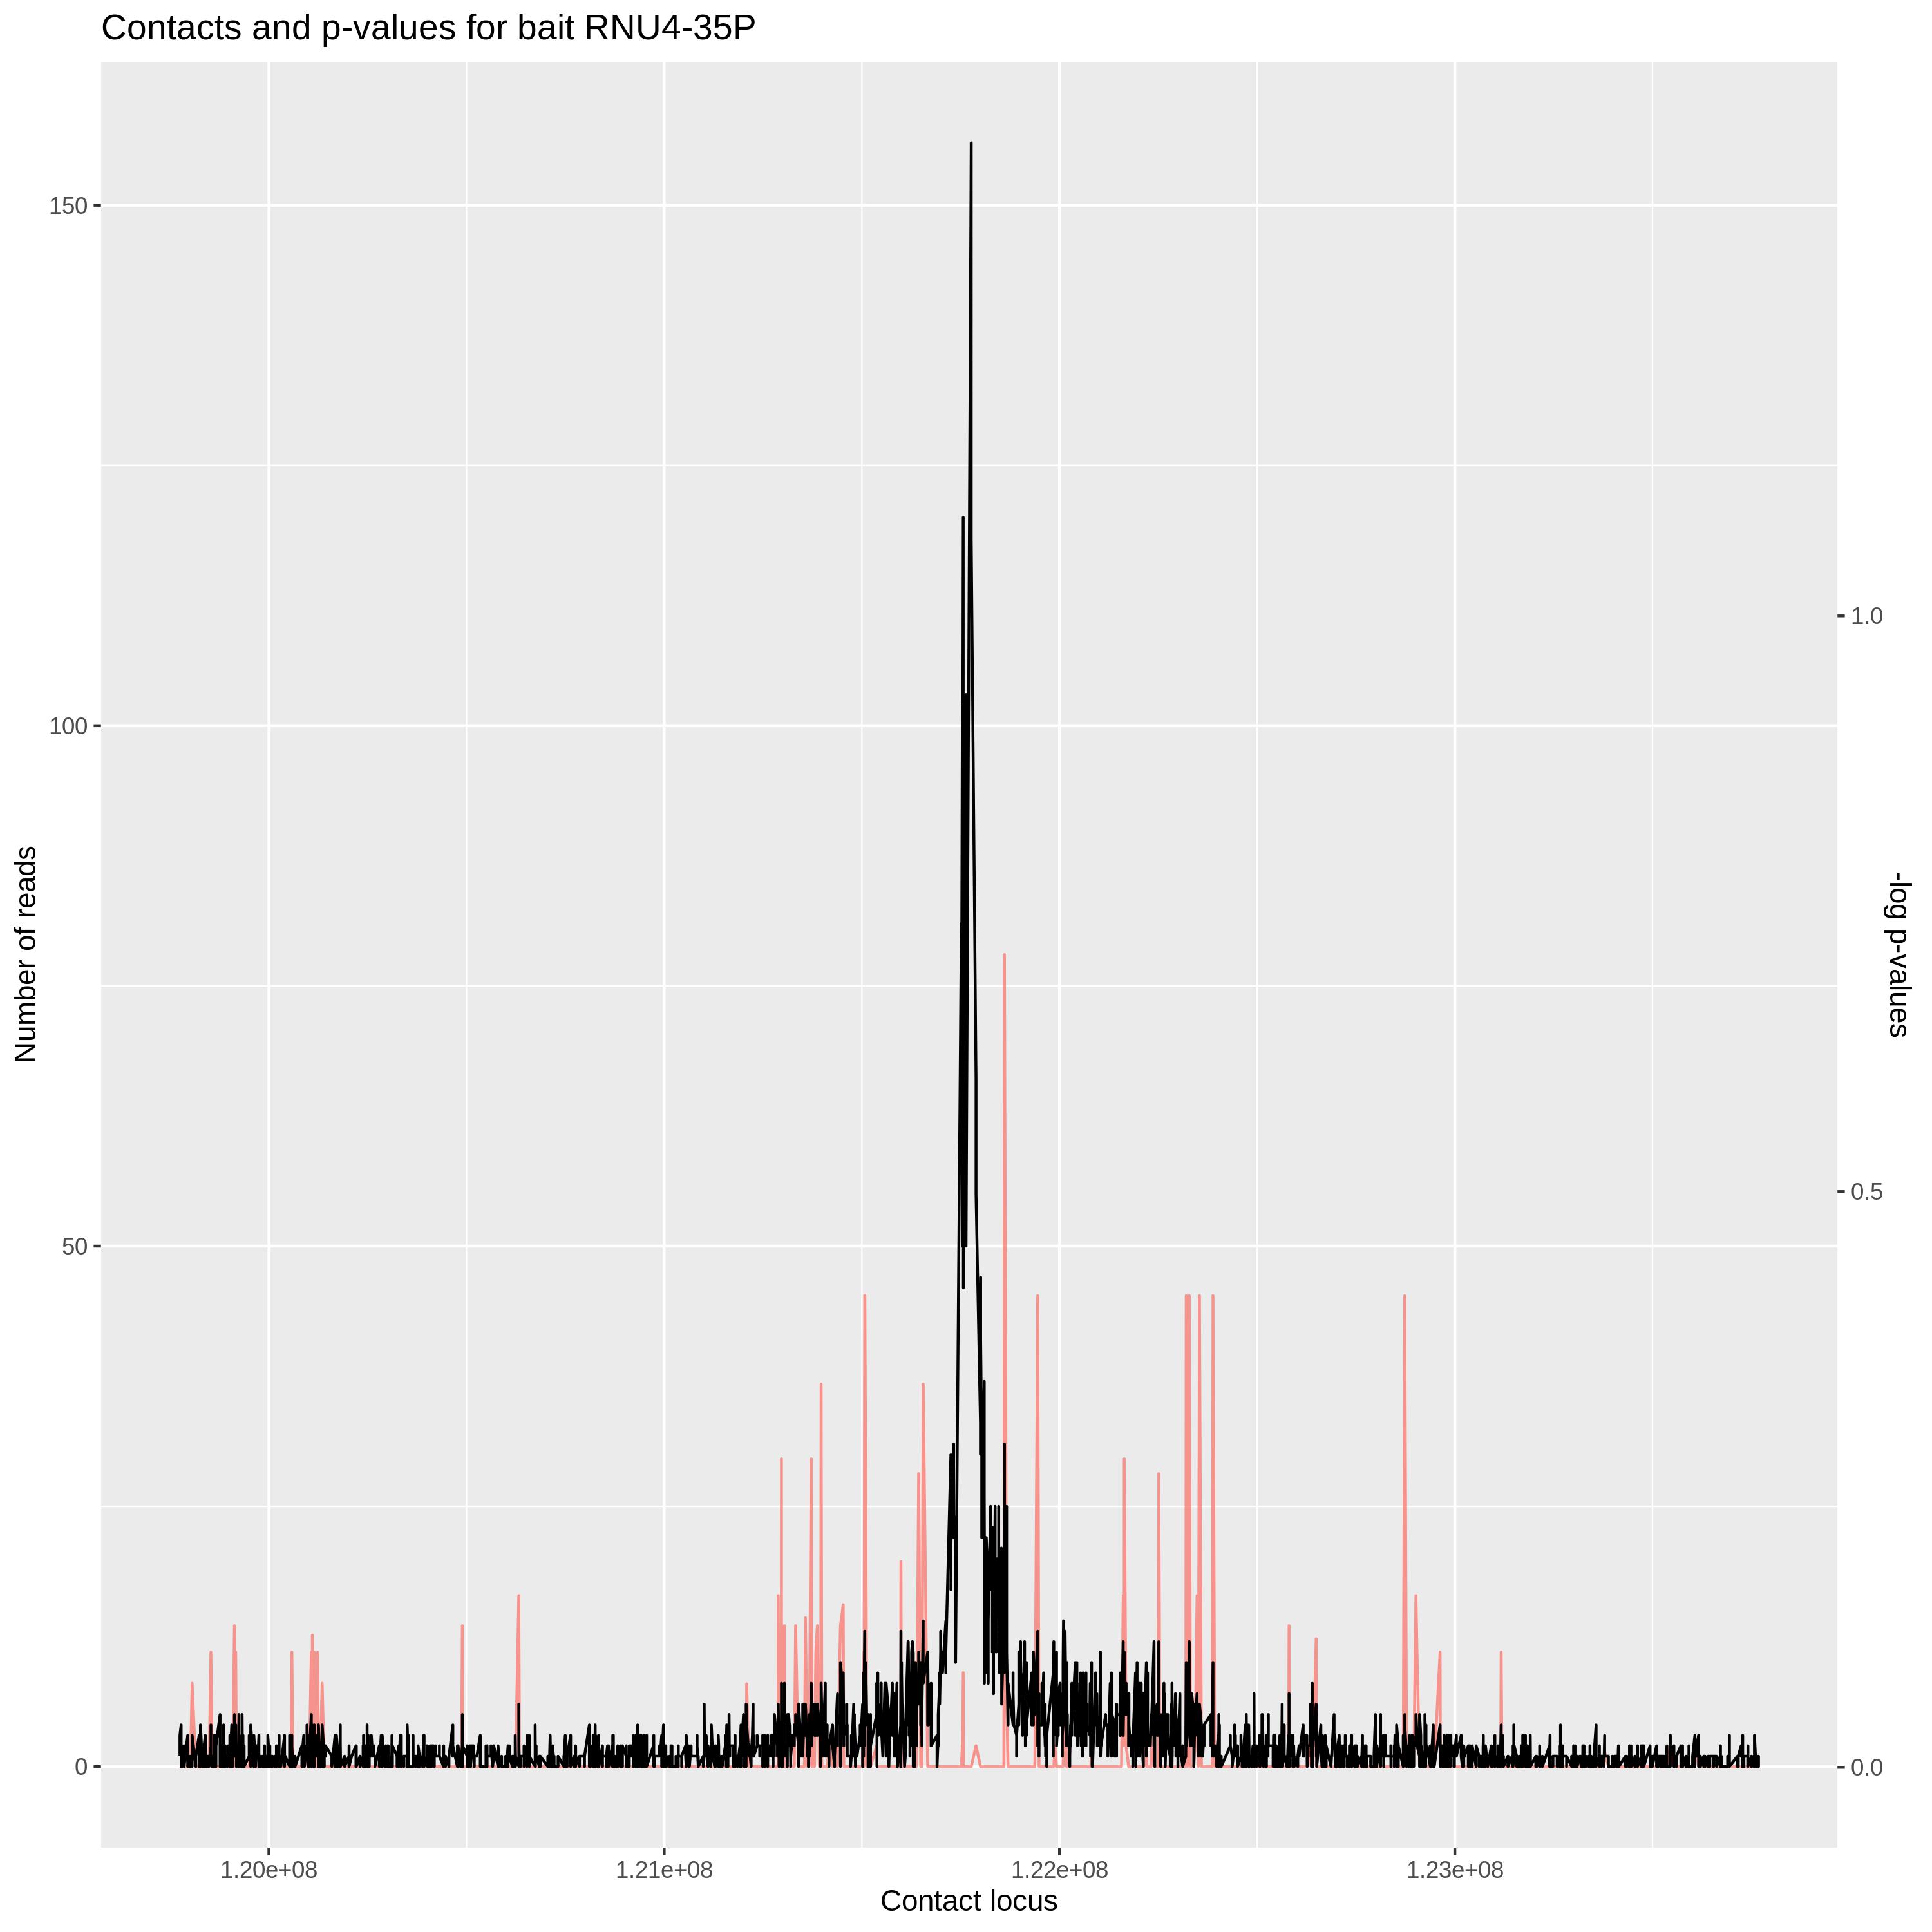 Contacts and p-values for bait RNU4-35P
150
100
50
0
Number of reads
1.0
0.5
0.0
-log p-values
1.20e+08
1.21e+08
1.22e+08
1.23e+08
Contact locus